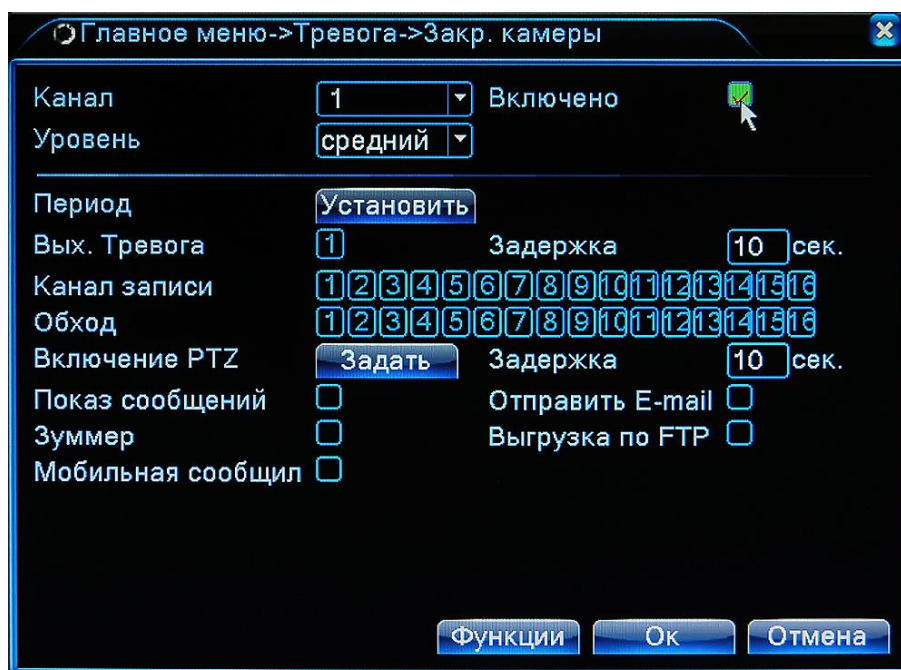 Главное меню->Тревога->Закр. камеры
Канал 1 Включено
Уровень средний
Период Установить
Вых. Тревога 1 Задержка 10 сек.
Канал записи 1 2 3 4 5 6 7 8 9 10 11 12 13 14 15 16
Обход 1 2 3 4 5 6 7 8 9 10 11 12 13 14 15 16
Включение PTZ Задать Задержка 10 сек.
Показ сообщений Отправить E-mail
Зуммер Выгрузка по FTP
Мобильная сообщил
Функции Ок Отмена